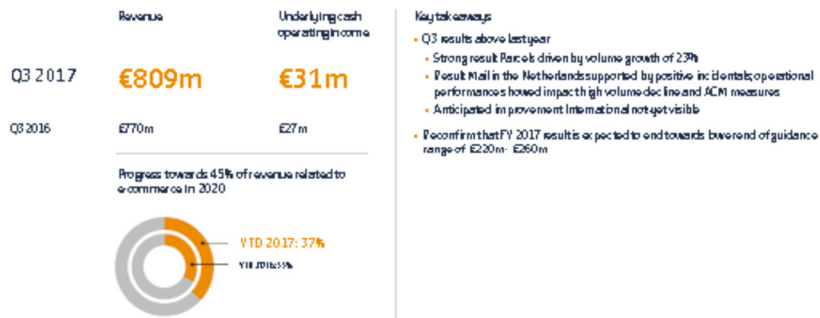 Revenue
Underlying cash
operating income
Q3 2017
€809m
€31m
Q3 2016
€770m
€27m
Progress towards 45% of revenue related to
e-commerce in 2020
YTD 2017: 37%
YTD 2016:
Key takeaways
• Q3 results above last year
• Strong result Parcels driven by volume growth of 23%
• Result Mail in the Netherlands supported by positive incidentals; operational
performance showed impact high volume decline and ACM measures
• Anticipated improvement International not yet visible
• Reconfirm that FY 2017 result is expected to end towards lower end of guidance
range of €220m - €260m